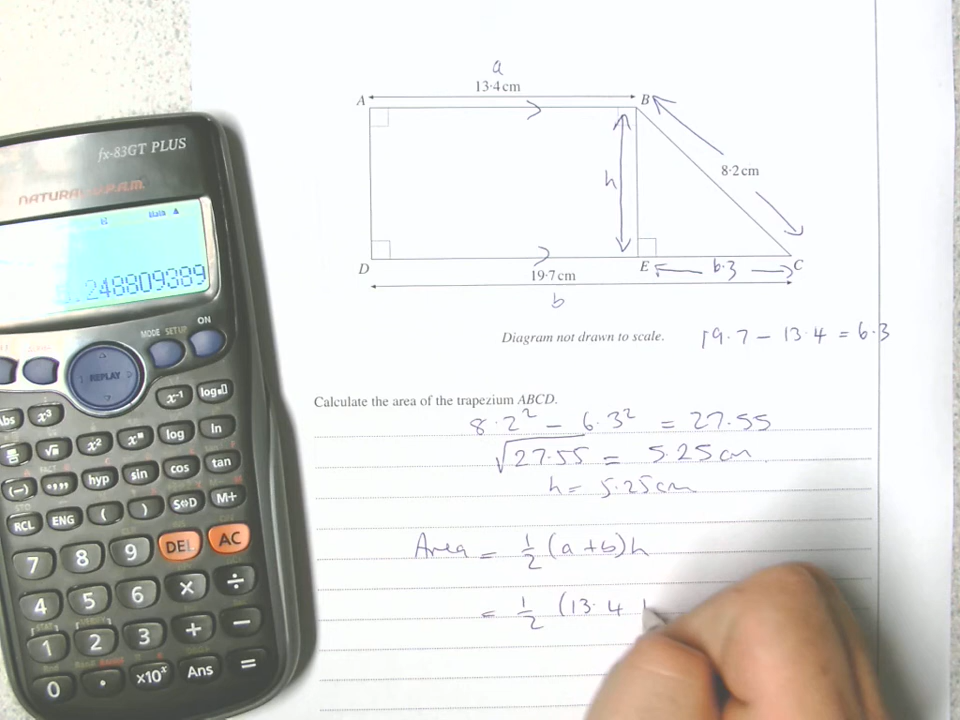 a
13·4cm
A
B
h
8·2cm
D
E
6.3
C
19·7cm
b
Diagram not drawn to scale.
19.7 - 13.4 = 6.3
Calculate the area of the trapezium ABCD.
8.2² - 6.3² = 27.55
√27.55 = 5.25cm
h = 5.25cm
Area = ½ (a+b)h
= ½ (13.4
fx-83GT PLUS
NATURAL-V.P.A.M.
Math ▲
.248809389
MODE SETUP ON
REPLAY
Abs x³ x⁻¹ log
√ x² log ln
(−) hyp sin cos tan
RCL ENG ( ) S⇔D M+
7 8 9 DEL AC
4 5 6 × ÷
1 2 3 + −
0 • ×10ˣ Ans =